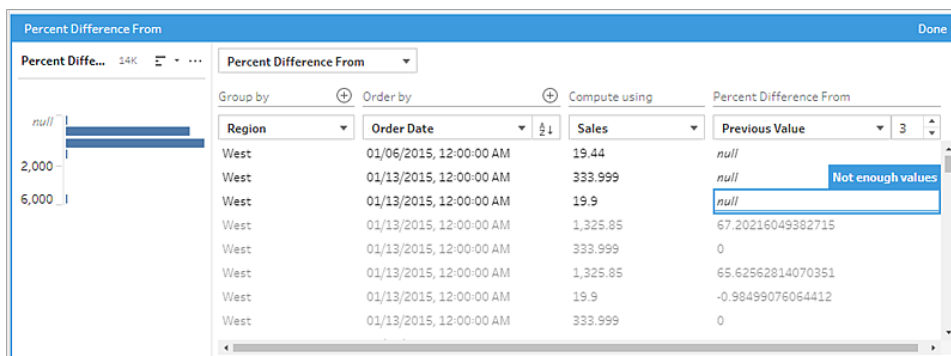 Percent Difference From Done
Percent Diffe... 14K
Percent Difference From
Group by Order by Compute using Percent Difference From
Region Order Date Sales Previous Value 3
null
2,000
6,000
West 01/06/2015, 12:00:00 AM 19.44 null
West 01/13/2015, 12:00:00 AM 333.999 null Not enough values
West 01/13/2015, 12:00:00 AM 19.9 null
West 01/13/2015, 12:00:00 AM 1,325.85 67.20216049382715
West 01/13/2015, 12:00:00 AM 333.999 0
West 01/13/2015, 12:00:00 AM 1,325.85 65.62562814070351
West 01/13/2015, 12:00:00 AM 19.9 -0.98499076064412
West 01/13/2015, 12:00:00 AM 333.999 0